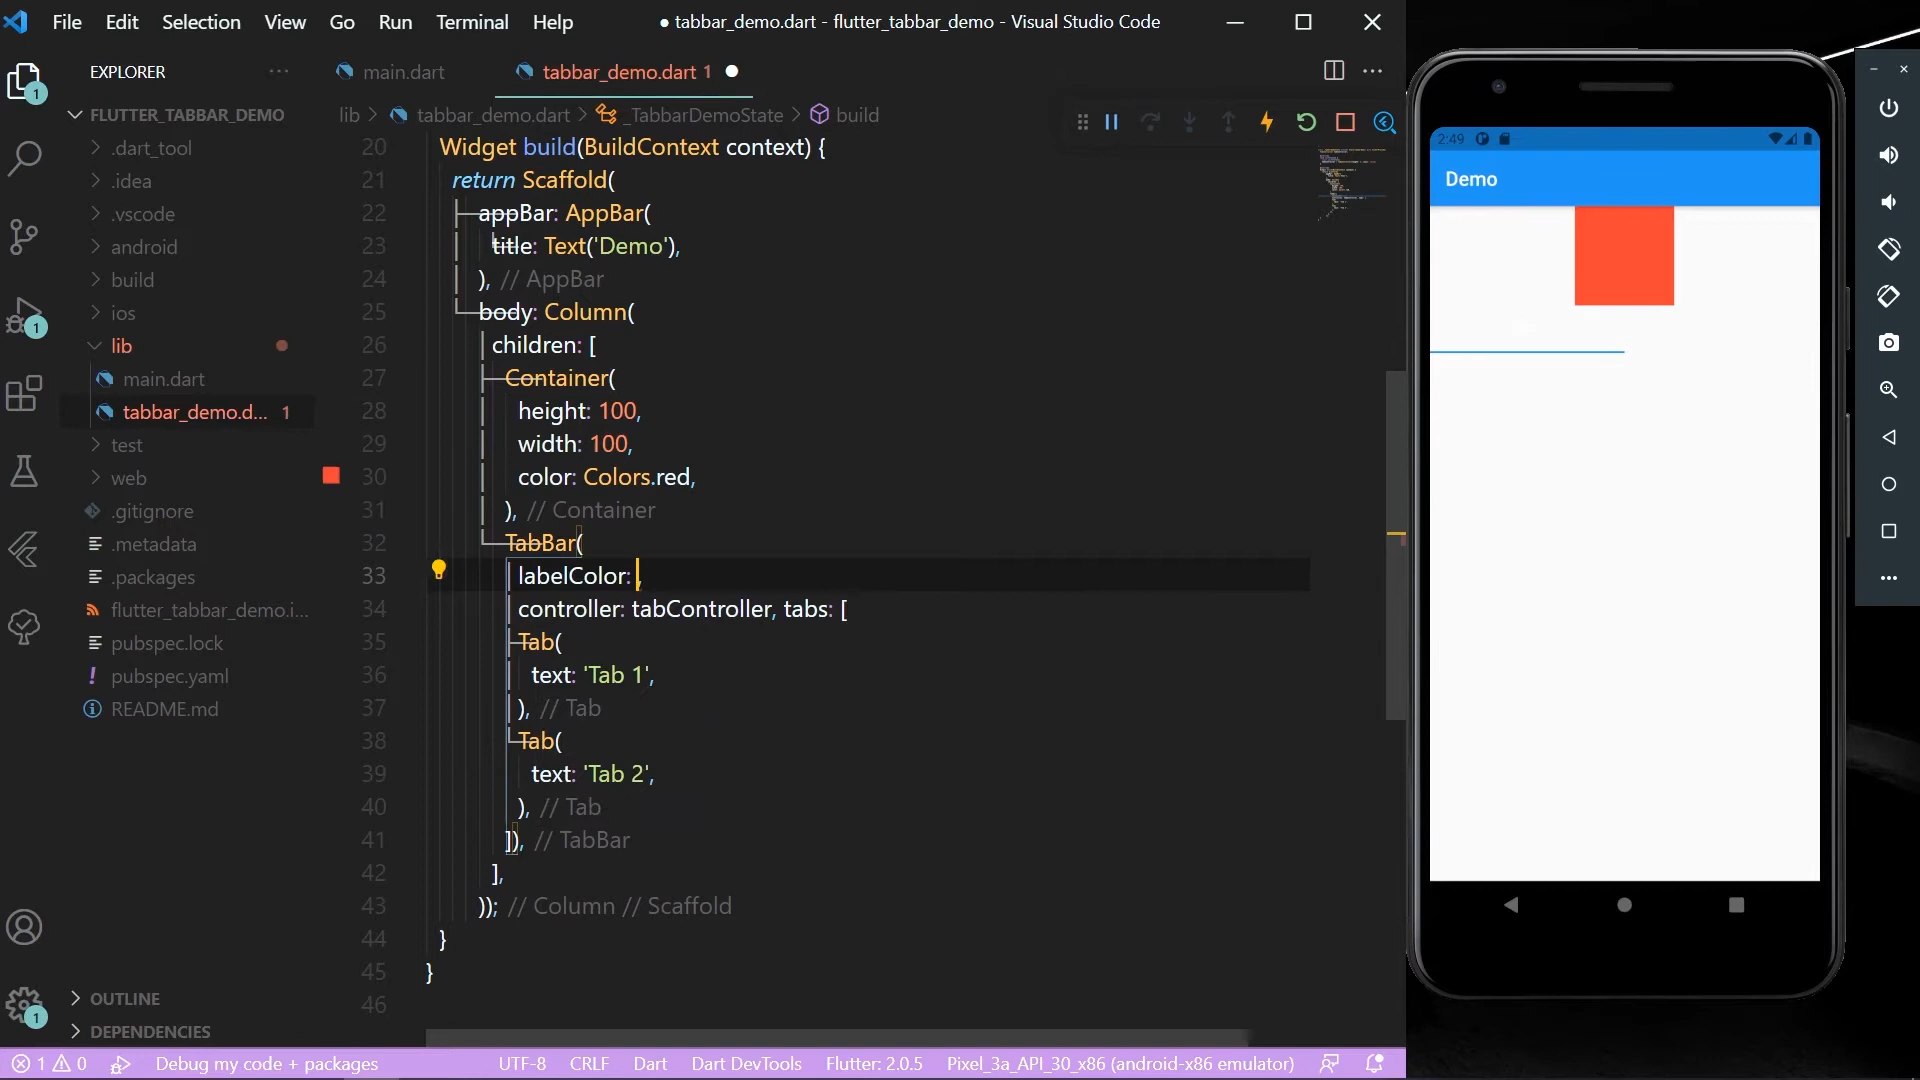 File Edit Selection View Go Run Terminal Help
● tabbar_demo.dart - flutter_tabbar_demo - Visual Studio Code
EXPLORER
main.dart
tabbar_demo.dart 1
FLUTTER_TABBAR_DEMO
lib > tabbar_demo.dart > _TabbarDemoState > build
.dart_tool
.idea
.vscode
android
build
ios
lib
main.dart
tabbar_demo.d... 1
test
web
.gitignore
.metadata
.packages
flutter_tabbar_demo.i...
pubspec.lock
pubspec.yaml
README.md
OUTLINE
DEPENDENCIES
1
1
1
20 Widget build(BuildContext context) {
21 return Scaffold(
22 appBar: AppBar(
23 title: Text('Demo'),
24 ), // AppBar
25 body: Column(
26 children: [
27 Container(
28 height: 100,
29 width: 100,
30 color: Colors.red,
31 ), // Container
32 TabBar(
33 labelColor: ,
34 controller: tabController, tabs: [
35 Tab(
36 text: 'Tab 1',
37 ), // Tab
38 Tab(
39 text: 'Tab 2',
40 ), // Tab
41 ]), // TabBar
42 ],
43 )); // Column // Scaffold
44 }
45 }
46
1 0 Debug my code + packages UTF-8 CRLF Dart Dart DevTools Flutter: 2.0.5 Pixel_3a_API_30_x86 (android-x86 emulator)
2:49
Demo